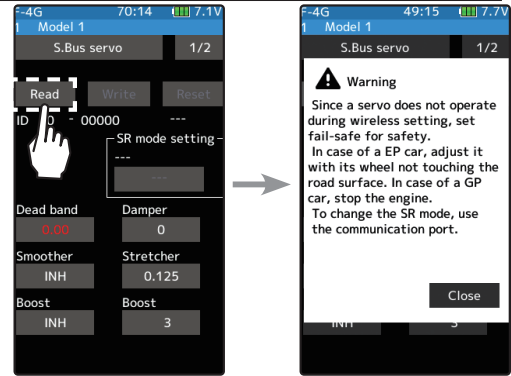 F-4G 70:14 7.1V
1 Model 1
S.Bus servo 1/2
Read Write Reset
ID 0 - 00000 ---
SR mode setting
---
---
Dead band Damper
0.00 0
Smoother Stretcher
INH 0.125
Boost Boost
INH 3
F-4G 49:15 7.7V
1 Model 1
S.Bus servo 1/2
Warning
Since a servo does not operate
during wireless setting, set
fail-safe for safety.
In case of a EP car, adjust it
with its wheel not touching the
road surface. In case of a GP
car, stop the engine.
To change the SR mode, use
the communication port.
Close
INH 3